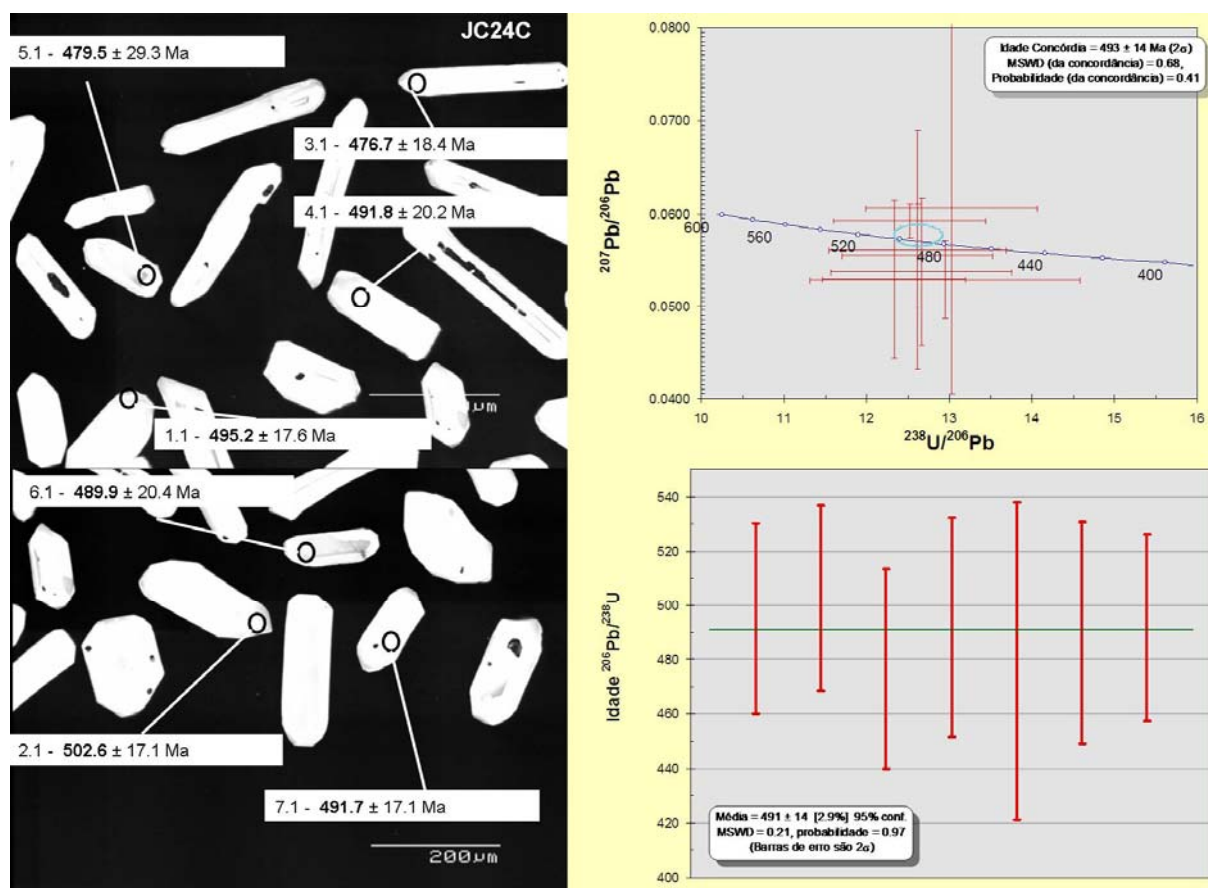 JC24C
5.1 - 479.5 ± 29.3 Ma
3.1 - 476.7 ± 18.4 Ma
4.1 - 491.8 ± 20.2 Ma
µm
1.1 - 495.2 ± 17.6 Ma
6.1 - 489.9 ± 20.4 Ma
2.1 - 502.6 ± 17.1 Ma
7.1 - 491.7 ± 17.1 Ma
200µm
0.0800
0.0700
0.0600
0.0500
0.0400
²⁰⁷Pb/²⁰⁶Pb
Idade Concórdia = 493 ± 14 Ma (2σ)
MSWD (da concordância) = 0.68,
Probabilidade (da concordância) = 0.41
600
560
520
480
440
400
10 11 12 13 14 15 16
²³⁸U/²⁰⁶Pb
540
520
500
480
460
440
420
400
Idade ²⁰⁶Pb/²³⁸U
Média = 491 ± 14 [2.9%] 95% conf.
MSWD = 0.21, probabilidade = 0.97
(Barras de erro são 2σ)